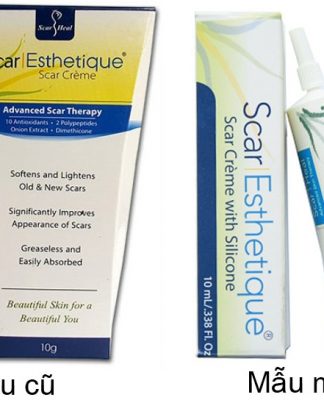 Scar Heal
car|Esthetique®
Scar Crème
Advanced Scar Therapy
10 Antioxidants • 2 Polypeptides
Onion Extract • Dimethicone
Softens and Lightens
Old & New Scars
Significantly Improves
Appearance of Scars
Greaseless and
Easily Absorbed
Beautiful Skin for a
Beautiful You
10g
Scar|Esthetique®
Scar Crème with Silicone
10 mL/.338 FL Oz
u cũ
Mẫu m